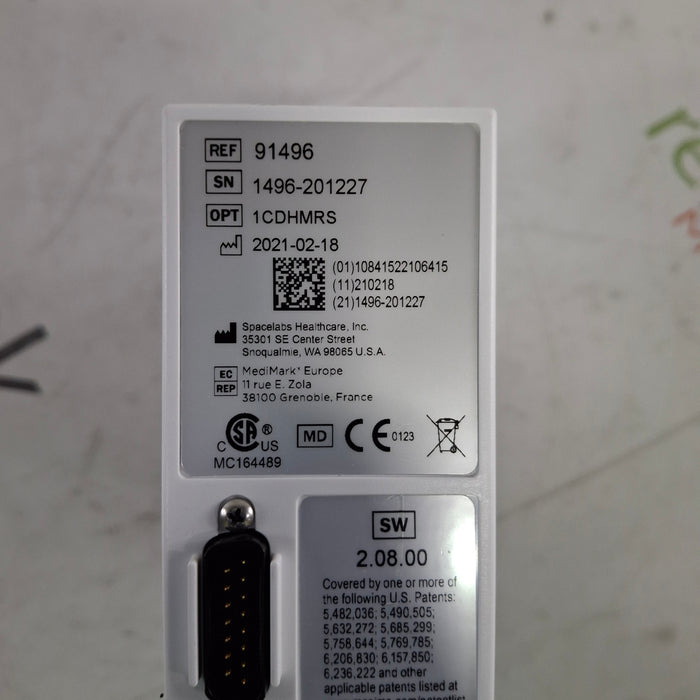 REF 91496
SN 1496-201227
OPT 1CDHMRS
2021-02-18
(01)10841522106415
(11)210218
(21)1496-201227
Spacelabs Healthcare, Inc.
35301 SE Center Street
Snoqualmie, WA 98065 U.S.A.
EC REP
MediMark® Europe
11 rue E. Zola
38100 Grenoble, France
C SA ® US
MC164489
MD
CE 0123
SW
2.08.00
Covered by one or more of
the following U.S. Patents:
5,482,036; 5,490,505;
5,632,272; 5,685,299;
5,758,644; 5,769,785;
6,206,830; 6,157,850;
6,236,222 and other
applicable patents listed at
re